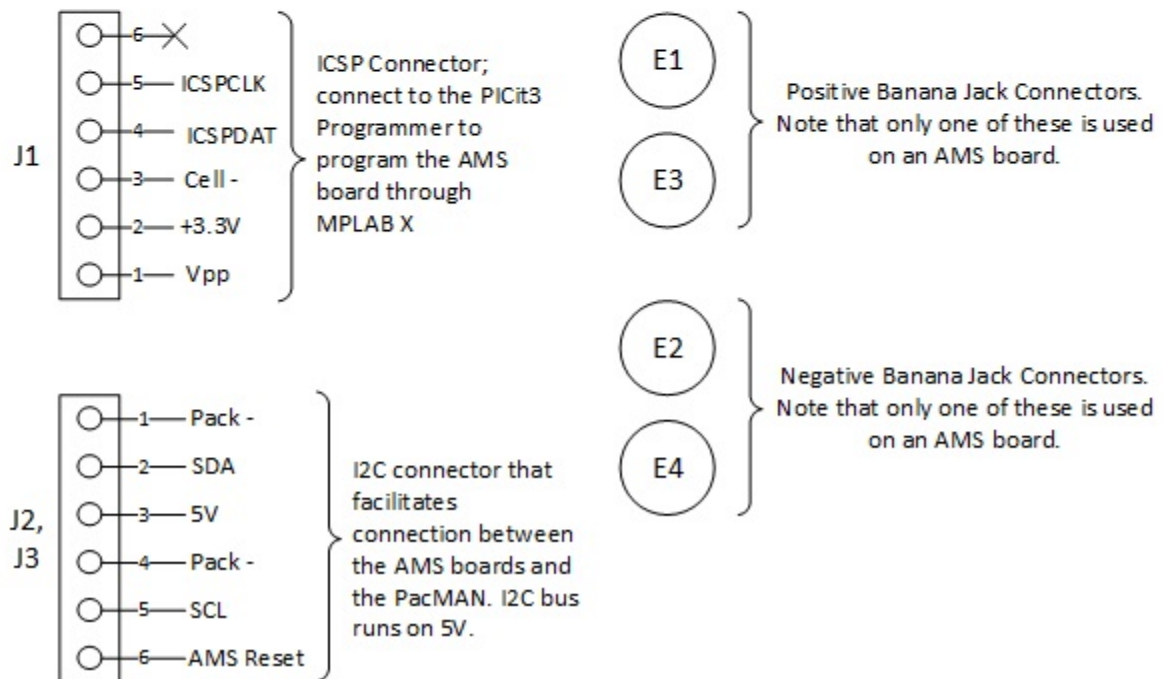 J1
6
5 ICSPCLK
4 ICSPDAT
3 Cell -
2 +3.3V
1 Vpp
ICSP Connector;
connect to the PICit3
Programmer to
program the AMS
board through
MPLAB X
E1
E3
Positive Banana Jack Connectors.
Note that only one of these is used
on an AMS board.
E2
E4
Negative Banana Jack Connectors.
Note that only one of these is used
on an AMS board.
J2,
J3
1 Pack -
2 SDA
3 5V
4 Pack -
5 SCL
6 AMS Reset
I2C connector that
facilitates
connection between
the AMS boards and
the PacMAN. I2C bus
runs on 5V.